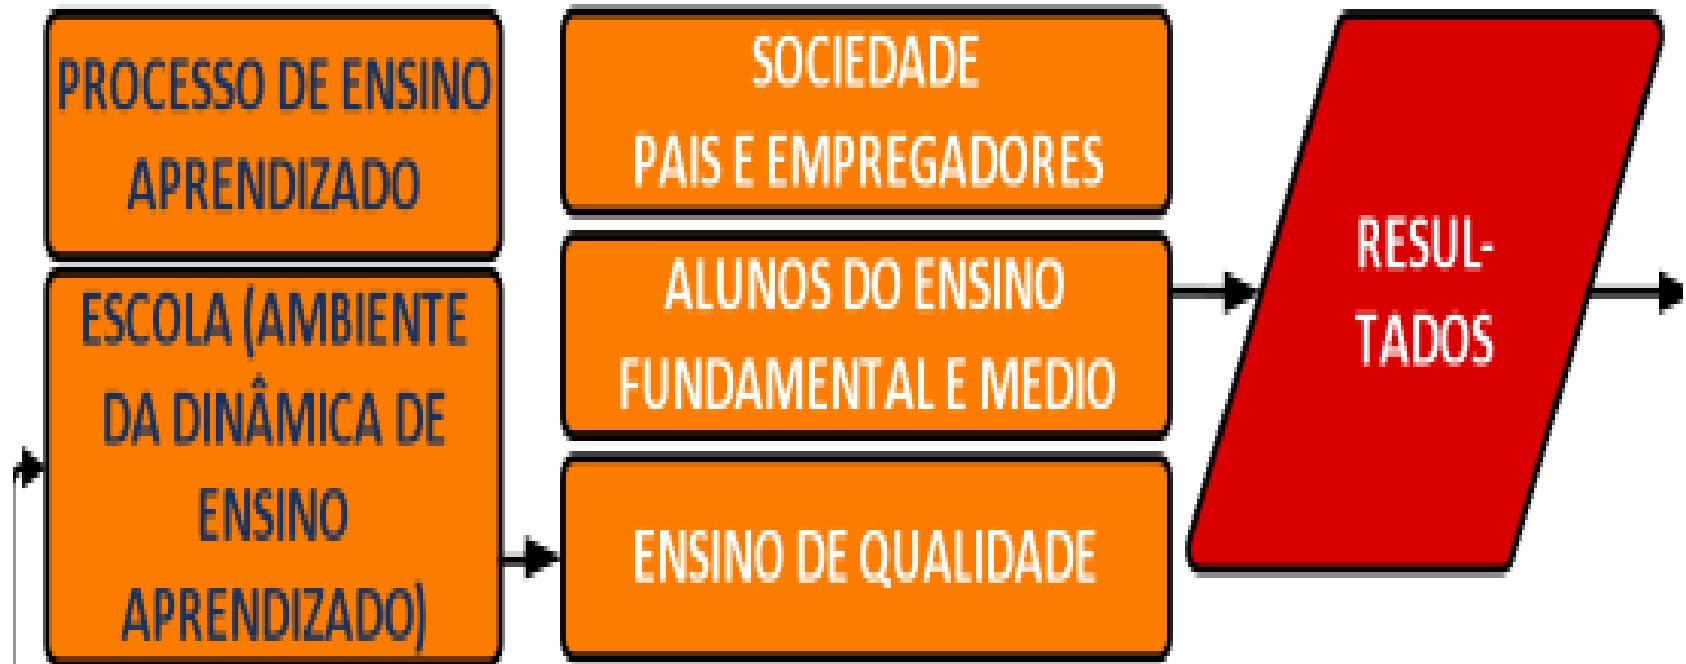 PROCESSO DE ENSINO
APRENDIZADO
ESCOLA (AMBIENTE
DA DINÂMICA DE
ENSINO
APRENDIZADO)
SOCIEDADE
PAIS E EMPREGADORES
ALUNOS DO ENSINO
FUNDAMENTAL E MEDIO
ENSINO DE QUALIDADE
RESUL-
TADOS